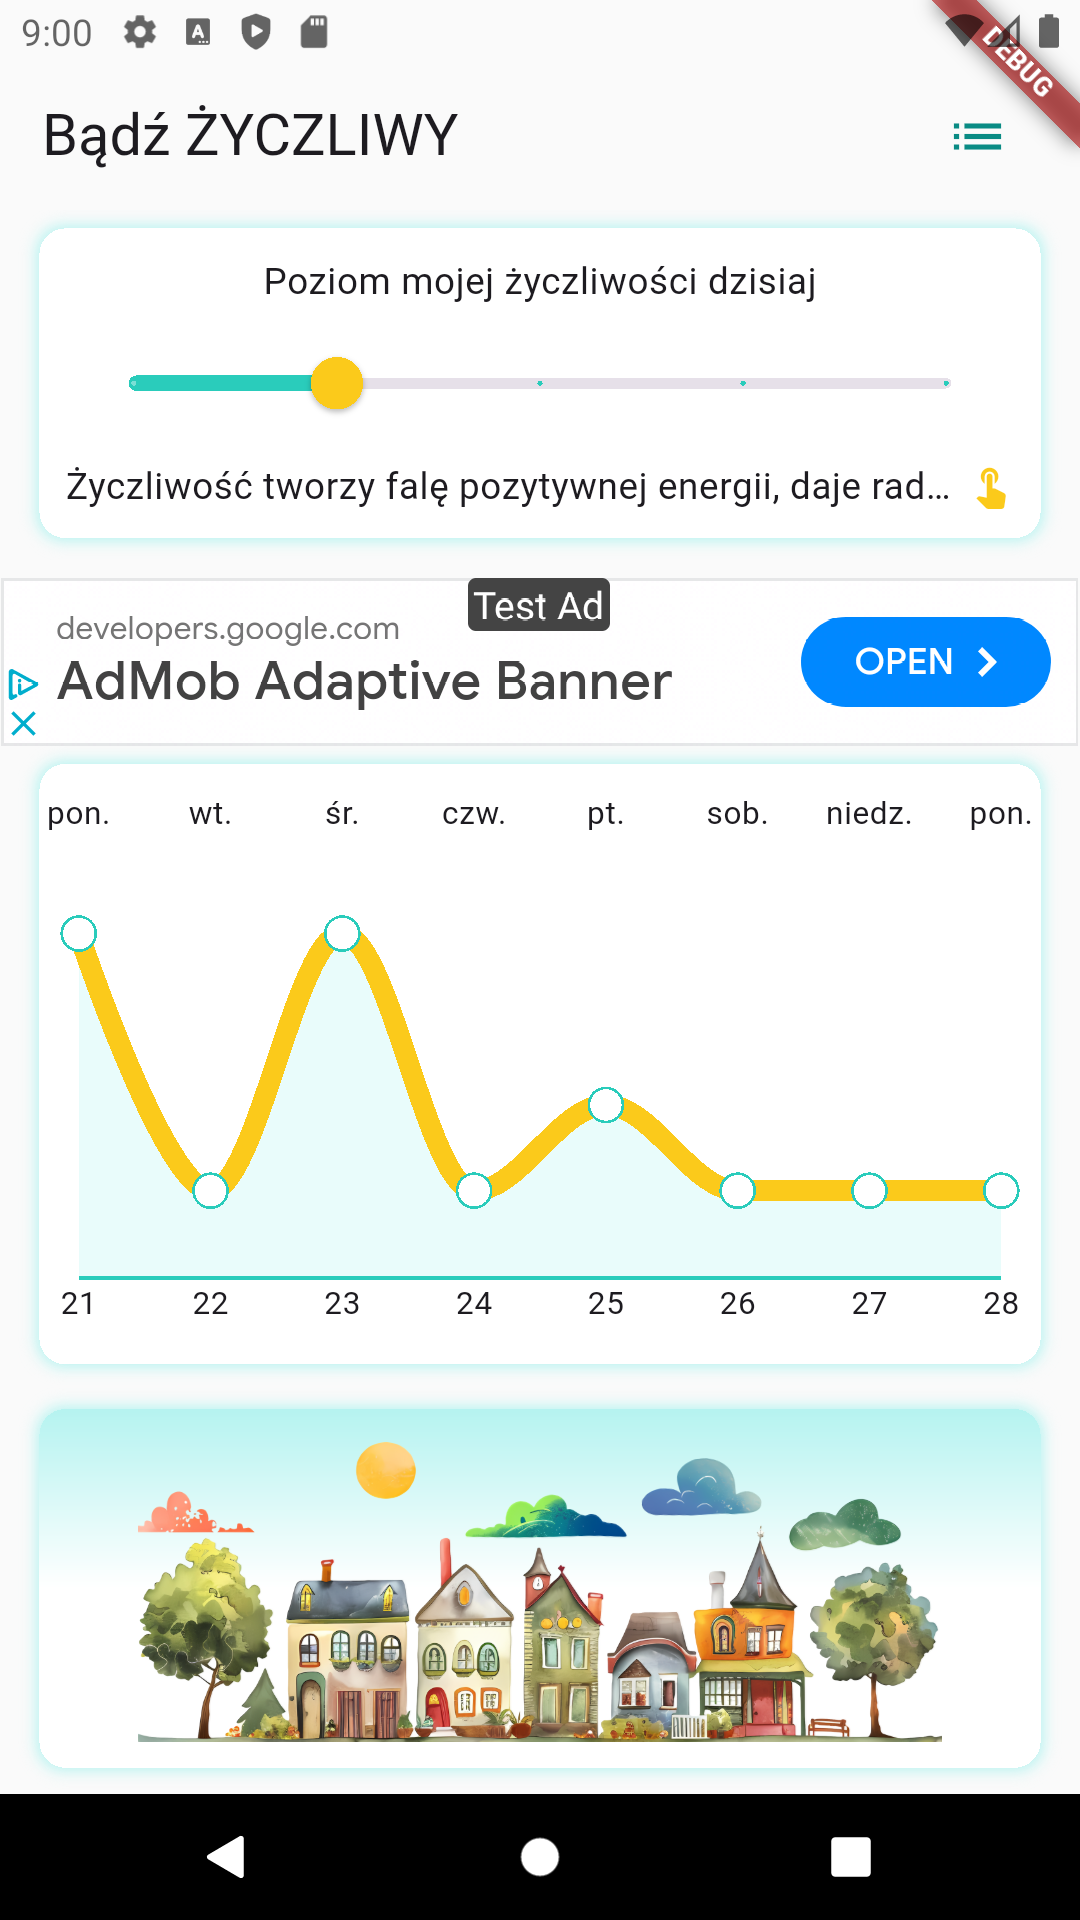 9:00
DEBUG
Bądź ŻYCZLIWY
Poziom mojej życzliwości dzisiaj
Życzliwość tworzy falę pozytywnej energii, daje rad...
Test Ad
developers.google.com
AdMob Adaptive Banner
OPEN
pon. wt. śr. czw. pt. sob. niedz. pon.
21 22 23 24 25 26 27 28